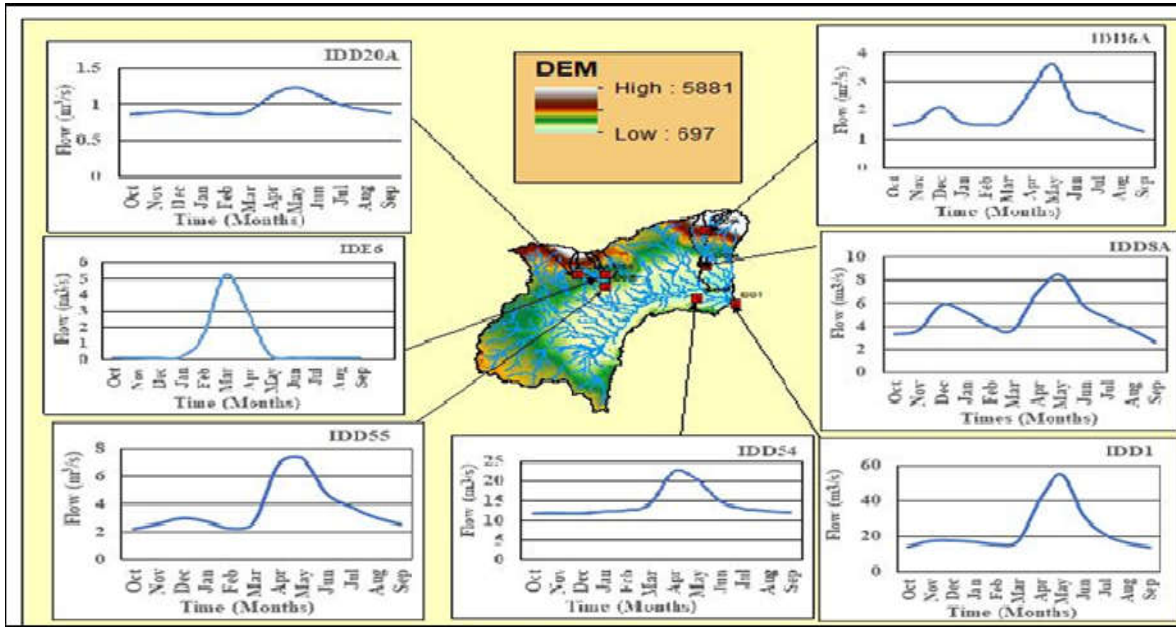 IDD20A
Flow (m³/s)
1.5
1
0.5
0
Oct
Nov
Dec
Jan
Feb
Mar
Apr
May
Jun
Jul
Aug
Sep
Time (Months)
DEM
High : 5881
Low : 697
Flow (m³/s)
4
3
2
1
0
Oct
Nov
Dec
Jan
Feb
Mar
Apr
May
Jun
Jul
Aug
Sep
Time (Months)
IDE6
Flow (m3/s)
6
5
4
3
2
1
0
Oct
Nov
Dec
Jan
Feb
Mar
Apr
May
Jun
Jul
Aug
Sep
Time (Months)
IDD8A
Flow (m3/s)
10
8
6
4
2
0
Oct
Nov
Dec
Jan
Feb
Mar
Apr
May
Jun
Jul
Aug
Sep
Times (Months)
IDD55
Flow (m³/s)
8
6
4
2
0
Oct
Nov
Dec
Jan
Feb
Mar
Apr
May
Jun
Jul
Aug
Sep
Time (Months)
IDD54
Flow (m3/s)
25
20
15
10
5
0
Oct
Nov
Dec
Jan
Feb
Mar
Apr
May
Jun
Jul
Aug
Sep
Time (Months)
IDD1
Flow (m3/s)
60
40
20
0
Oct
Nov
Dec
Jan
Feb
Mar
Apr
May
Jun
Jul
Aug
Sep
Time (Months)